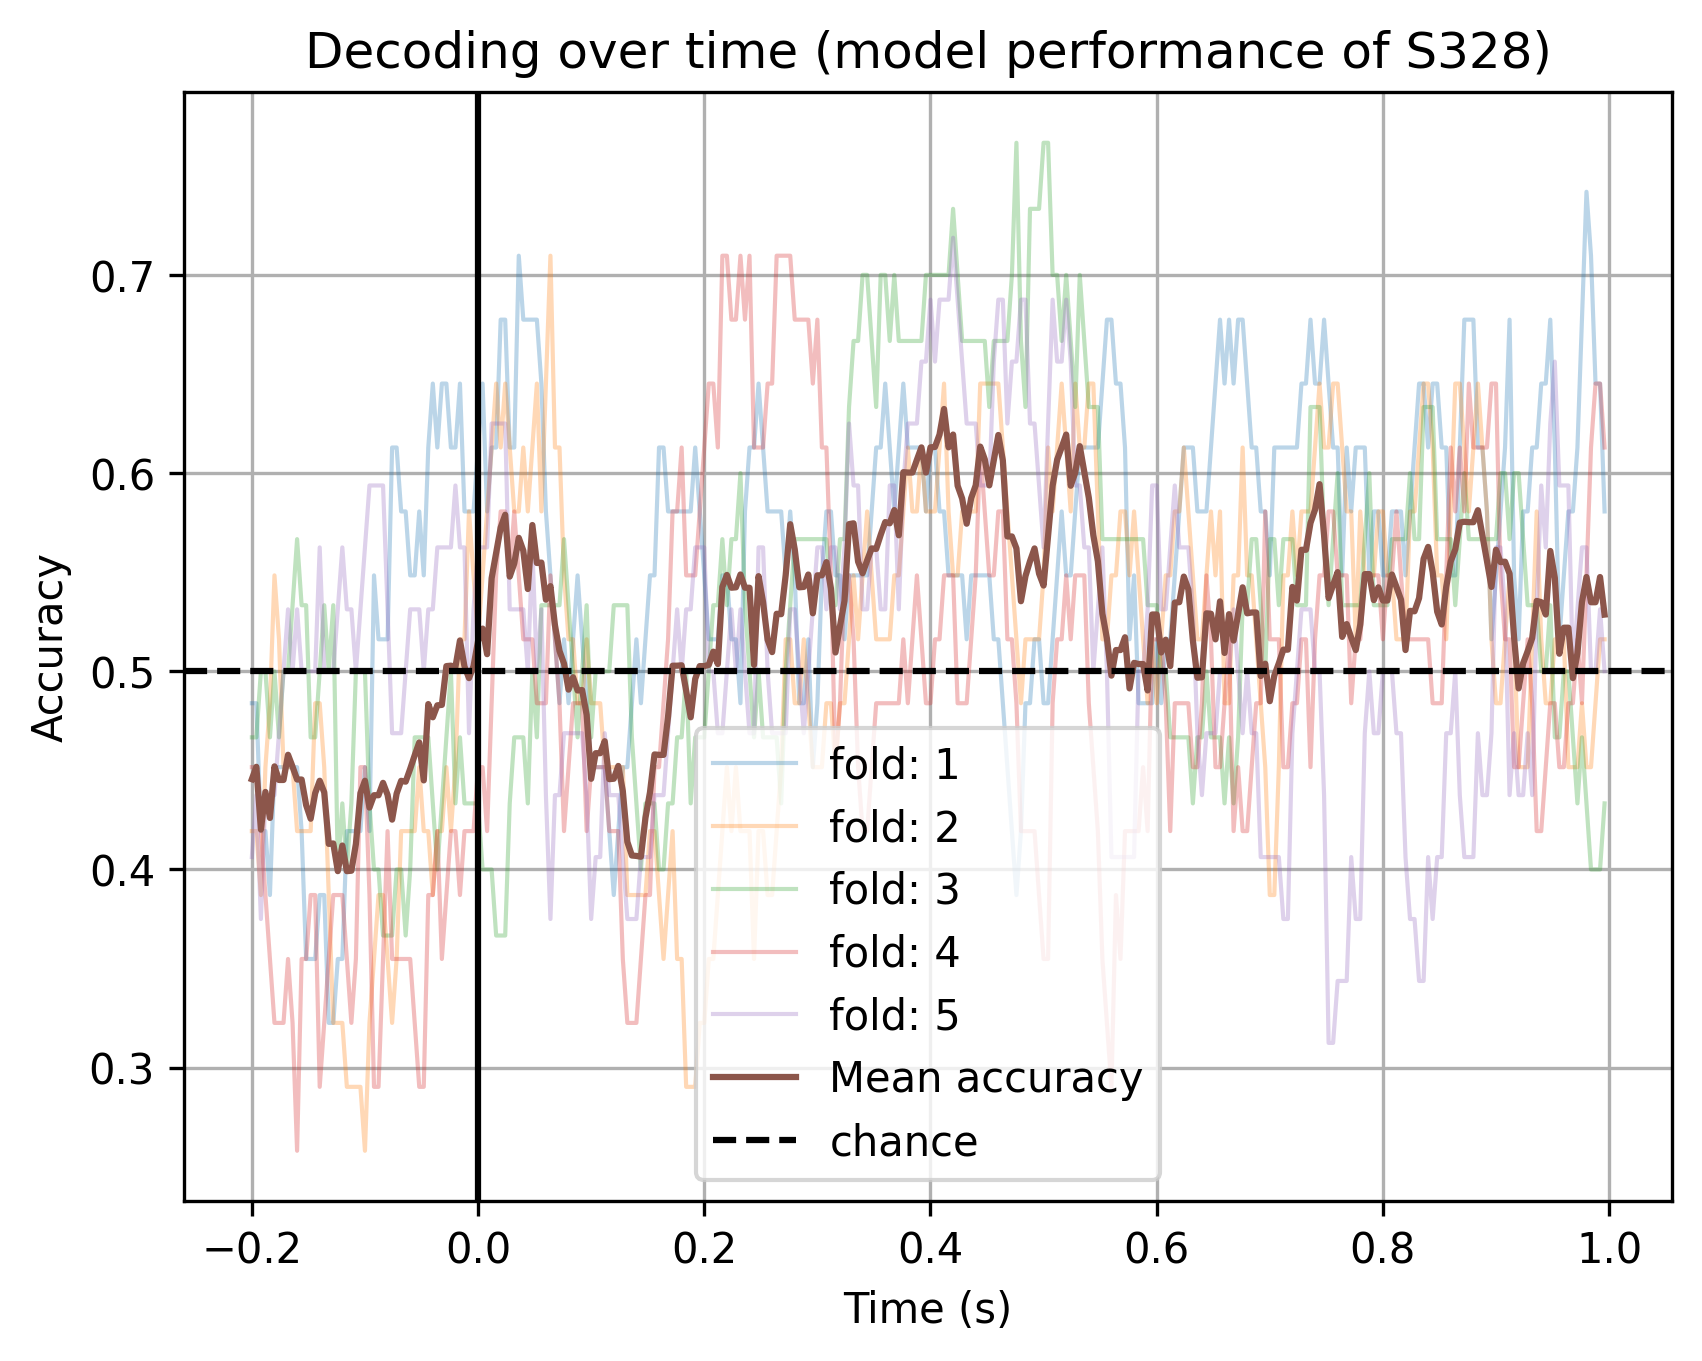 Decoding over time (model performance of S328)
Accuracy
0.7
0.6
0.5
0.4
0.3
fold: 1
fold: 2
fold: 3
fold: 4
fold: 5
Mean accuracy
chance
−0.2 0.0 0.2 0.4 0.6 0.8 1.0
Time (s)